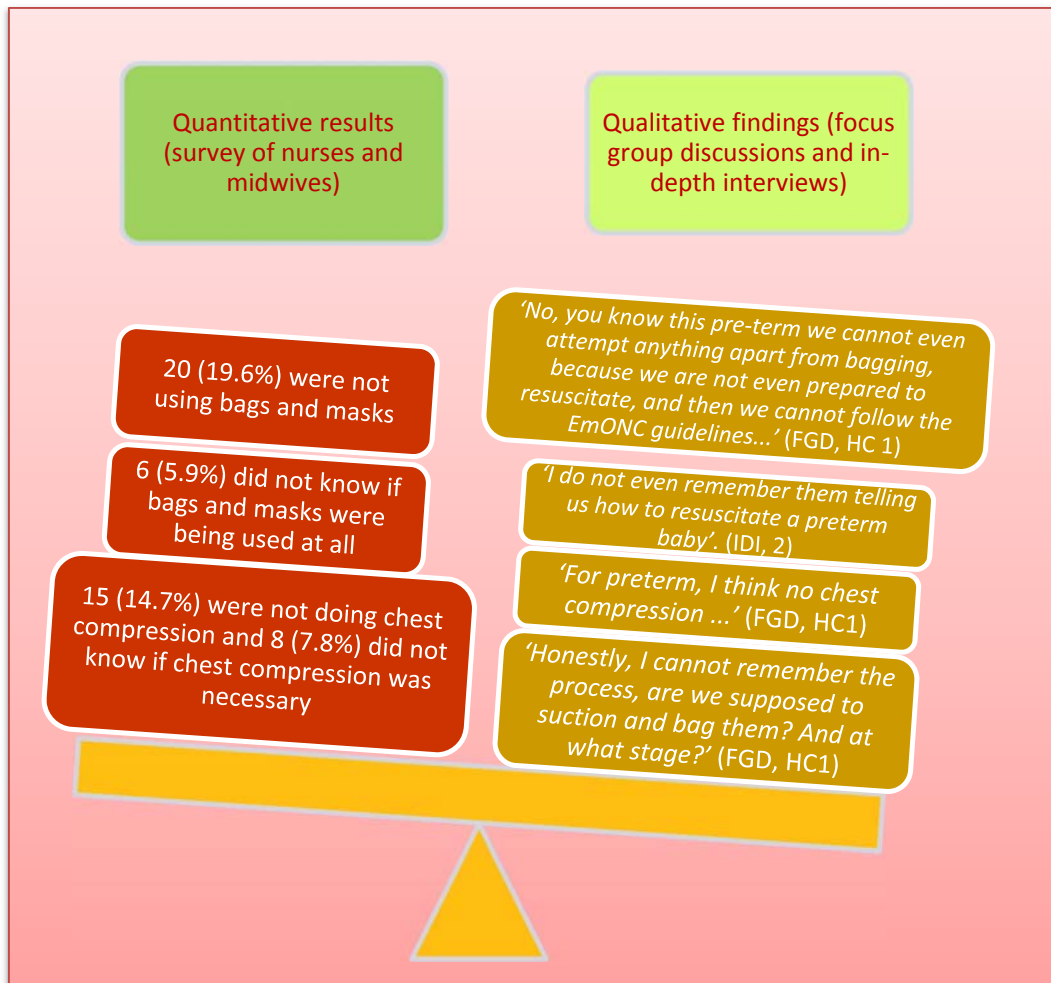 Quantitative results
(survey of nurses and
midwives)
Qualitative findings (focus
group discussions and in-
depth interviews)
20 (19.6%) were not
using bags and masks
6 (5.9%) did not know if
bags and masks were
being used at all
15 (14.7%) were not doing chest
compression and 8 (7.8%) did not
know if chest compression was
necessary
‘No, you know this pre-term we cannot even
attempt anything apart from bagging,
because we are not even prepared to
resuscitate, and then we cannot follow the
EmONC guidelines...’ (FGD, HC 1)
‘I do not even remember them telling
us how to resuscitate a preterm
baby’. (IDI, 2)
‘For preterm, I think no chest
compression ...’ (FGD, HC1)
‘Honestly, I cannot remember the
process, are we supposed to
suction and bag them? And at
what stage?’ (FGD, HC1)